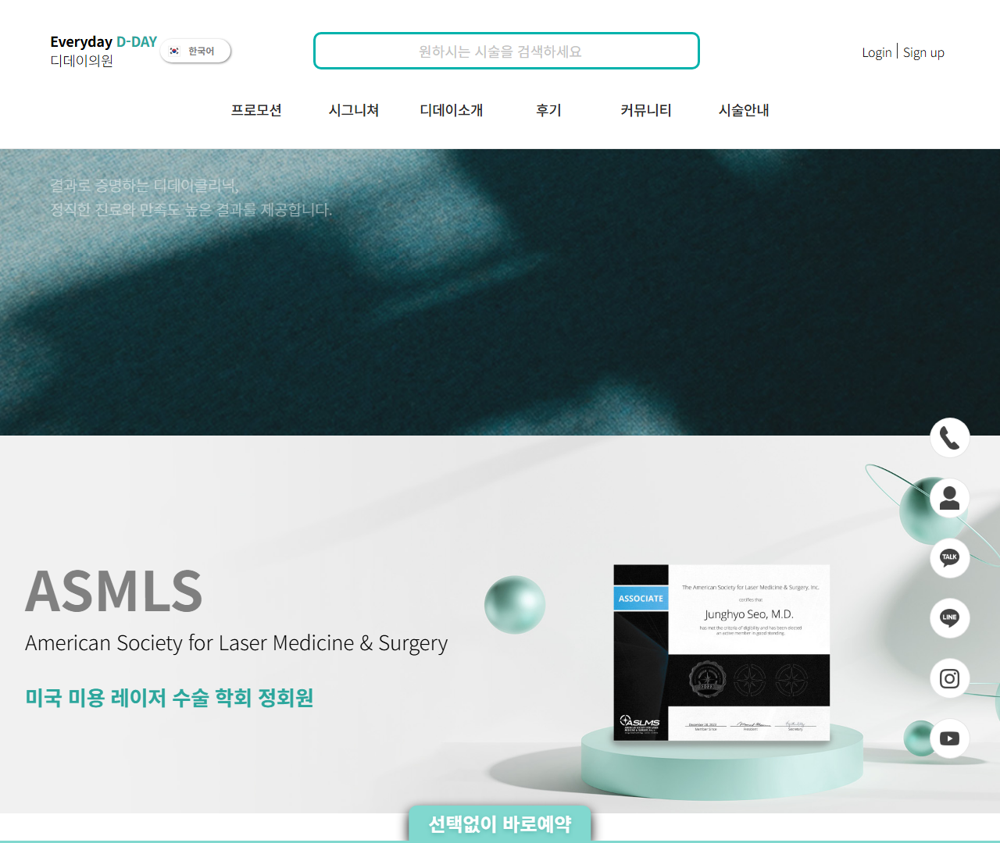 Everyday D-DAY
디데이의원
한국어
원하시는 시술을 검색하세요
Login | Sign up
프로모션 시그니쳐 디데이소개 후기 커뮤니티 시술안내
결과로 증명하는 디데이클리닉,
정직한 진료와 만족도 높은 결과를 제공합니다.
ASMLS
American Society for Laser Medicine & Surgery
미국 미용 레이저 수술 학회 정회원
The American Society for Laser Medicine & Surgery, Inc.
certifies that
ASSOCIATE
Junghyo Seo, M.D.
has met the criteria of eligibility and has been elected
an active member in good standing.
ASLMS
December 28, 2023
Member Since
President
Secretary
TALK
LINE
선택없이 바로예약